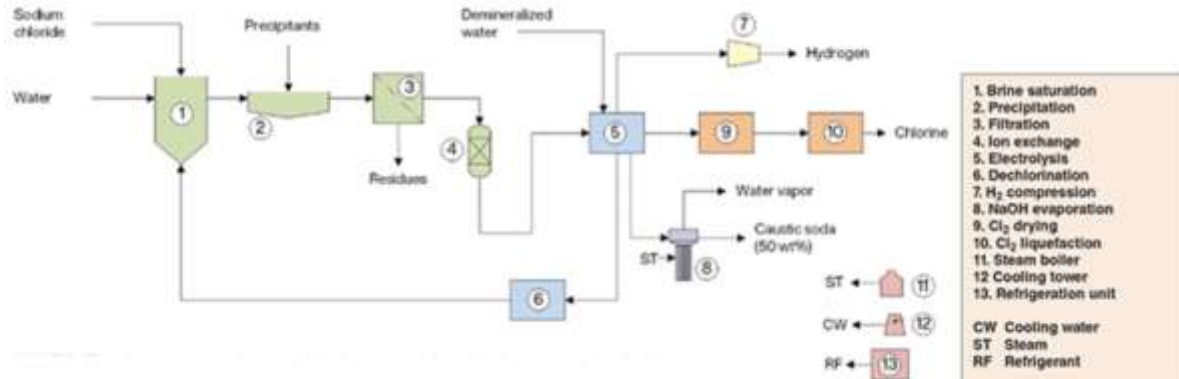 Sodium
chloride
Precipitants
Demineralized
water
7
Hydrogen
Water
1
2
3
4
5
9
10
Chlorine
Residues
Water vapor
Caustic soda
(50 wt%)
ST
8
6
ST
11
CW
12
RF
13
1. Brine saturation
2. Precipitation
3. Filtration
4. Ion exchange
5. Electrolysis
6. Dechlorination
7. H₂ compression
8. NaOH evaporation
9. Cl₂ drying
10. Cl₂ liquefaction
11. Steam boiler
12 Cooling tower
13. Refrigeration unit
CW Cooling water
ST Steam
RF Refrigerant